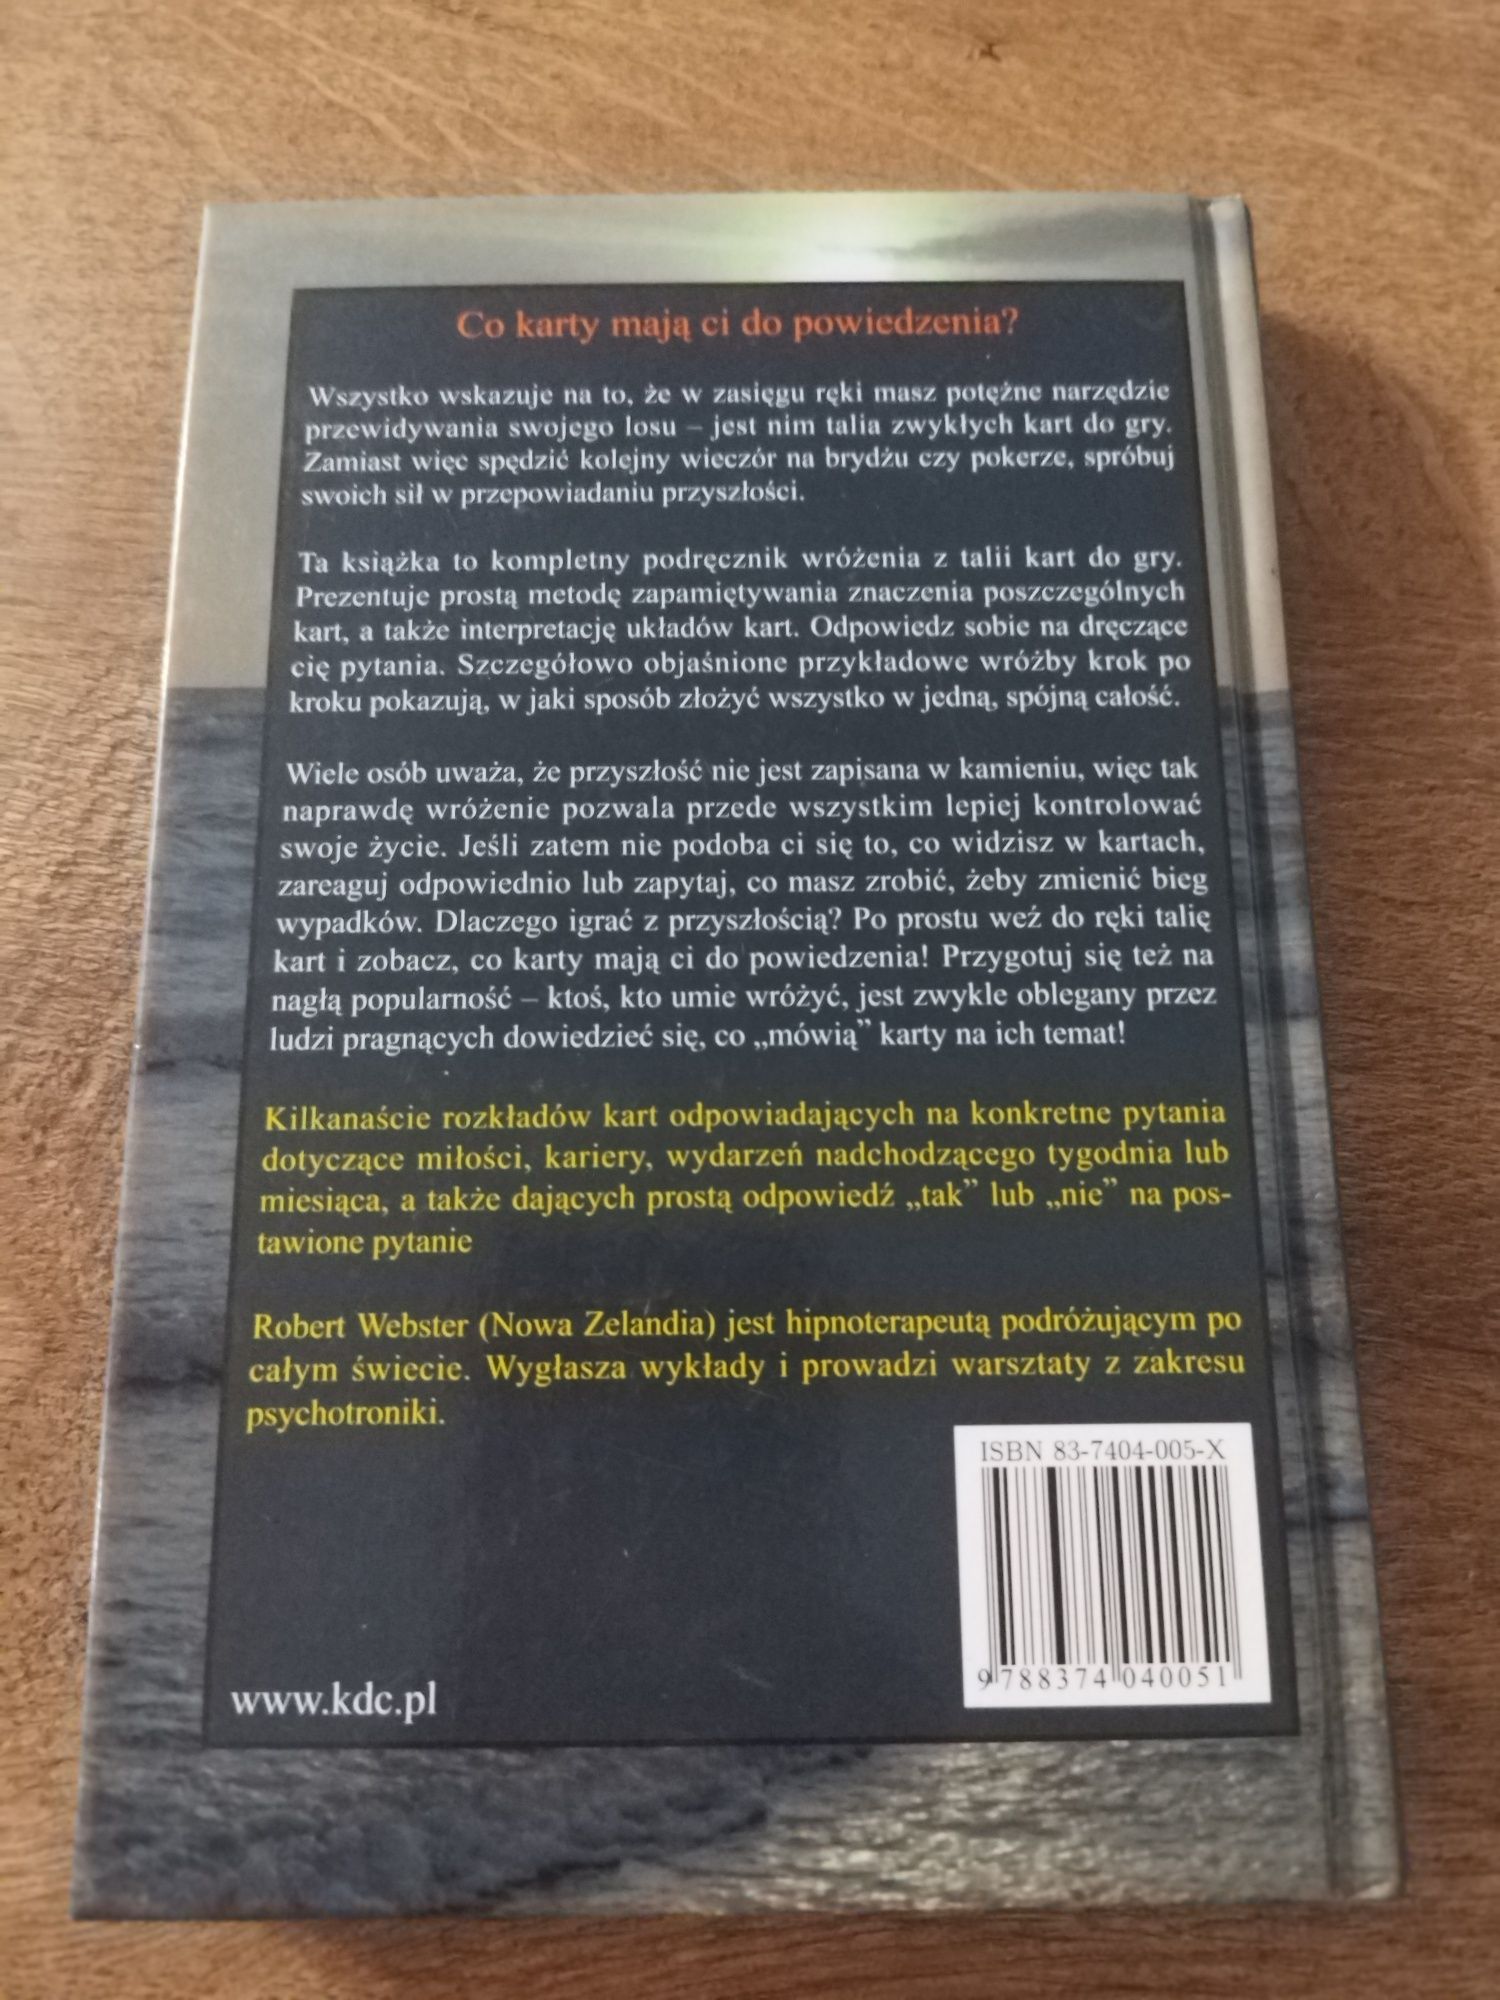 Co karty mają ci do powiedzenia?
Wszystko wskazuje na to, że w zasięgu ręki masz potężne narzędzie
przewidywania swojego losu – jest nim talia zwykłych kart do gry.
Zamiast więc spędzić kolejny wieczór na brydżu czy pokerze, spróbuj
swoich sił w przepowiadaniu przyszłości.
Ta książka to kompletny podręcznik wróżenia z talii kart do gry.
Prezentuje prostą metodę zapamiętywania znaczenia poszczególnych
kart, a także interpretację układów kart. Odpowiedz sobie na dręczące
cię pytania. Szczegółowo objaśnione przykładowe wróżby krok po
kroku pokazują, w jaki sposób złożyć wszystko w jedną, spójną całość.
Wiele osób uważa, że przyszłość nie jest zapisana w kamieniu, więc tak
naprawdę wróżenie pozwala przede wszystkim lepiej kontrolować
swoje życie. Jeśli zatem nie podoba ci się to, co widzisz w kartach,
zareaguj odpowiednio lub zapytaj, co masz zrobić, żeby zmienić bieg
wypadków. Dlaczego igrać z przyszłością? Po prostu weź do ręki talię
kart i zobacz, co karty mają ci do powiedzenia! Przygotuj się też na
nagłą popularność – ktoś, kto umie wróżyć, jest zwykle oblegany przez
ludzi pragnących dowiedzieć się, co „mówią” karty na ich temat!
Kilkanaście rozkładów kart odpowiadających na konkretne pytania
dotyczące miłości, kariery, wydarzeń nadchodzącego tygodnia lub
miesiąca, a także dających prostą odpowiedź „tak” lub „nie” na pos-
tawione pytanie
Robert Webster (Nowa Zelandia) jest hipnoterapeutą podróżującym po
całym świecie. Wygłasza wykłady i prowadzi warsztaty z zakresu
psychotroniki.
ISBN 83-7404-005-X
9 788374 040051
www.kdc.pl